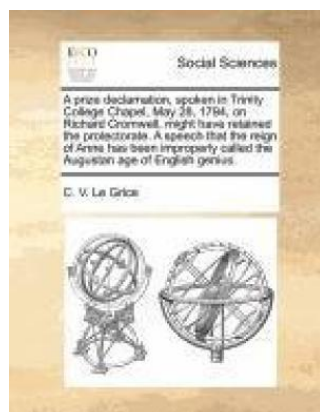 ECCO
Social Sciences
A prize declamation, spoken in Trinity
College Chapel, May 28, 1794, on
Richard Cromwell, might have retained
the protectorate. A speech that the reign
of Anne has been improperly called the
Augustan age of English genius.
C. V. Le Grice